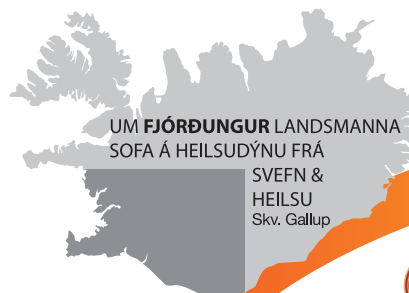 UM FJÓRÐUNGUR LANDSMANNA
SOFA Á HEILSUDÝNU FRÁ
SVEFN &
HEILSU
Skv. Gallup